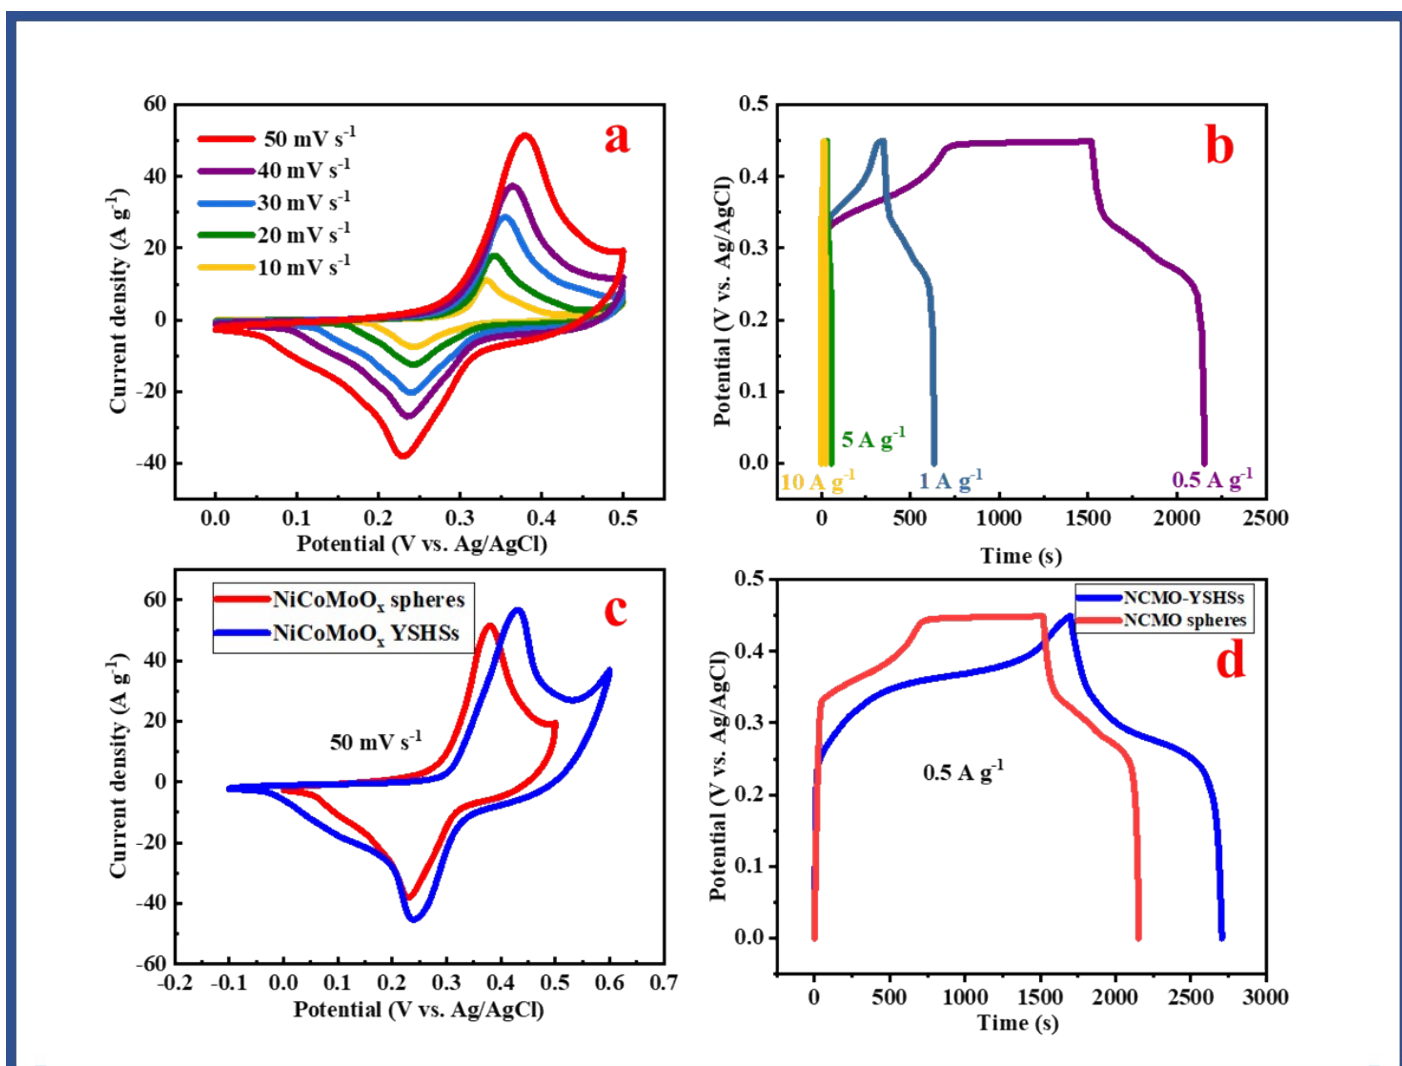 a
50 mV s⁻¹
40 mV s⁻¹
30 mV s⁻¹
20 mV s⁻¹
10 mV s⁻¹
60
40
20
0
-20
-40
Current density (A g⁻¹)
0.0 0.1 0.2 0.3 0.4 0.5
Potential (V vs. Ag/AgCl)
b
0.5
0.4
0.3
0.2
0.1
0.0
Potential (V vs. Ag/AgCl)
5 A g⁻¹
10 A g⁻¹ 1 A g⁻¹ 0.5 A g⁻¹
0 500 1000 1500 2000 2500
Time (s)
c
NiCoMoOₓ spheres
NiCoMoOₓ YSHSs
50 mV s⁻¹
60
40
20
0
-20
-40
-60
Current density (A g⁻¹)
-0.2 -0.1 0.0 0.1 0.2 0.3 0.4 0.5 0.6 0.7
Potential (V vs. Ag/AgCl)
d
NCMO-YSHSs
NCMO spheres
0.5 A g⁻¹
0.5
0.4
0.3
0.2
0.1
0.0
Potential (V vs. Ag/AgCl)
0 500 1000 1500 2000 2500 3000
Time (s)